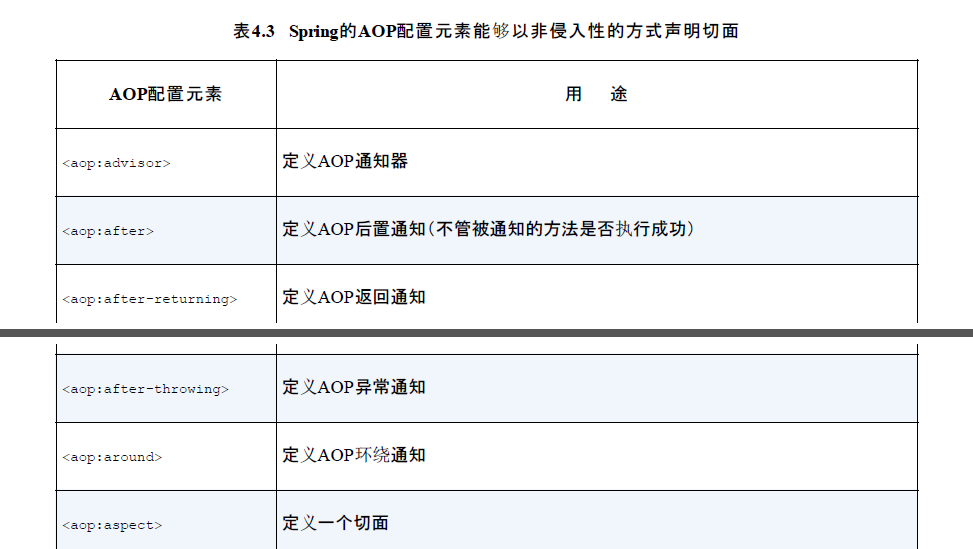 表4.3 Spring的AOP配置元素能够以非侵入性的方式声明切面
AOP配置元素 用 途
<aop:advisor> 定义AOP通知器
<aop:after> 定义AOP后置通知（不管被通知的方法是否执行成功）
<aop:after-returning> 定义AOP返回通知
<aop:after-throwing> 定义AOP异常通知
<aop:around> 定义AOP环绕通知
<aop:aspect> 定义一个切面